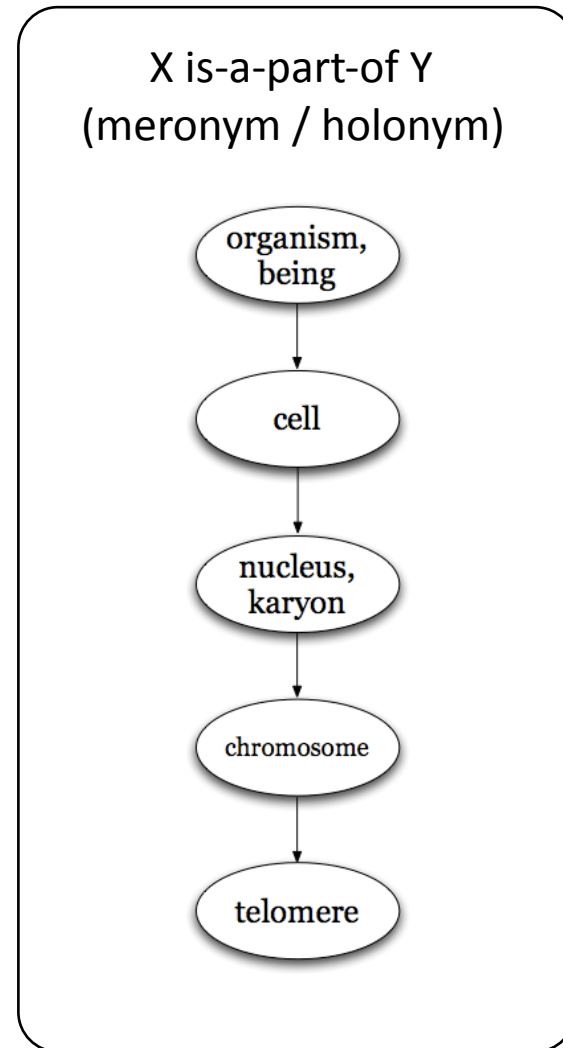 X is-a-part-of Y
(meronym / holonym)
organism,
being
cell
nucleus,
karyon
chromosome
telomere